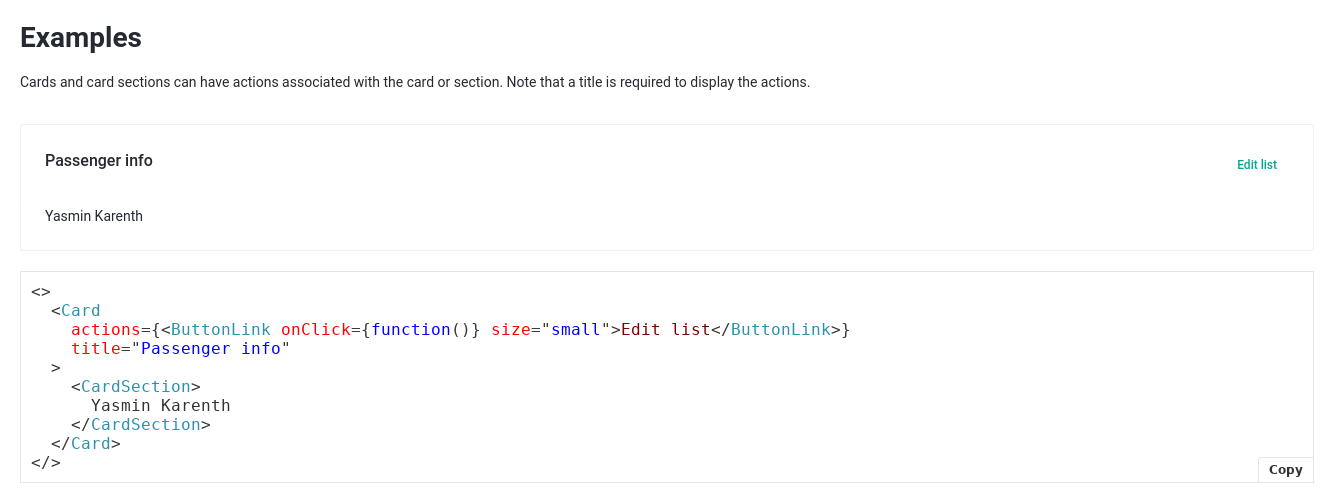 Examples
Cards and card sections can have actions associated with the card or section. Note that a title is required to display the actions.
Passenger info
Edit list
Yasmin Karenth
<>
  <Card
    actions={<ButtonLink onClick={function()} size="small">Edit list</ButtonLink>}
    title="Passenger info"
  >
    <CardSection>
      Yasmin Karenth
    </CardSection>
  </Card>
</>
Copy